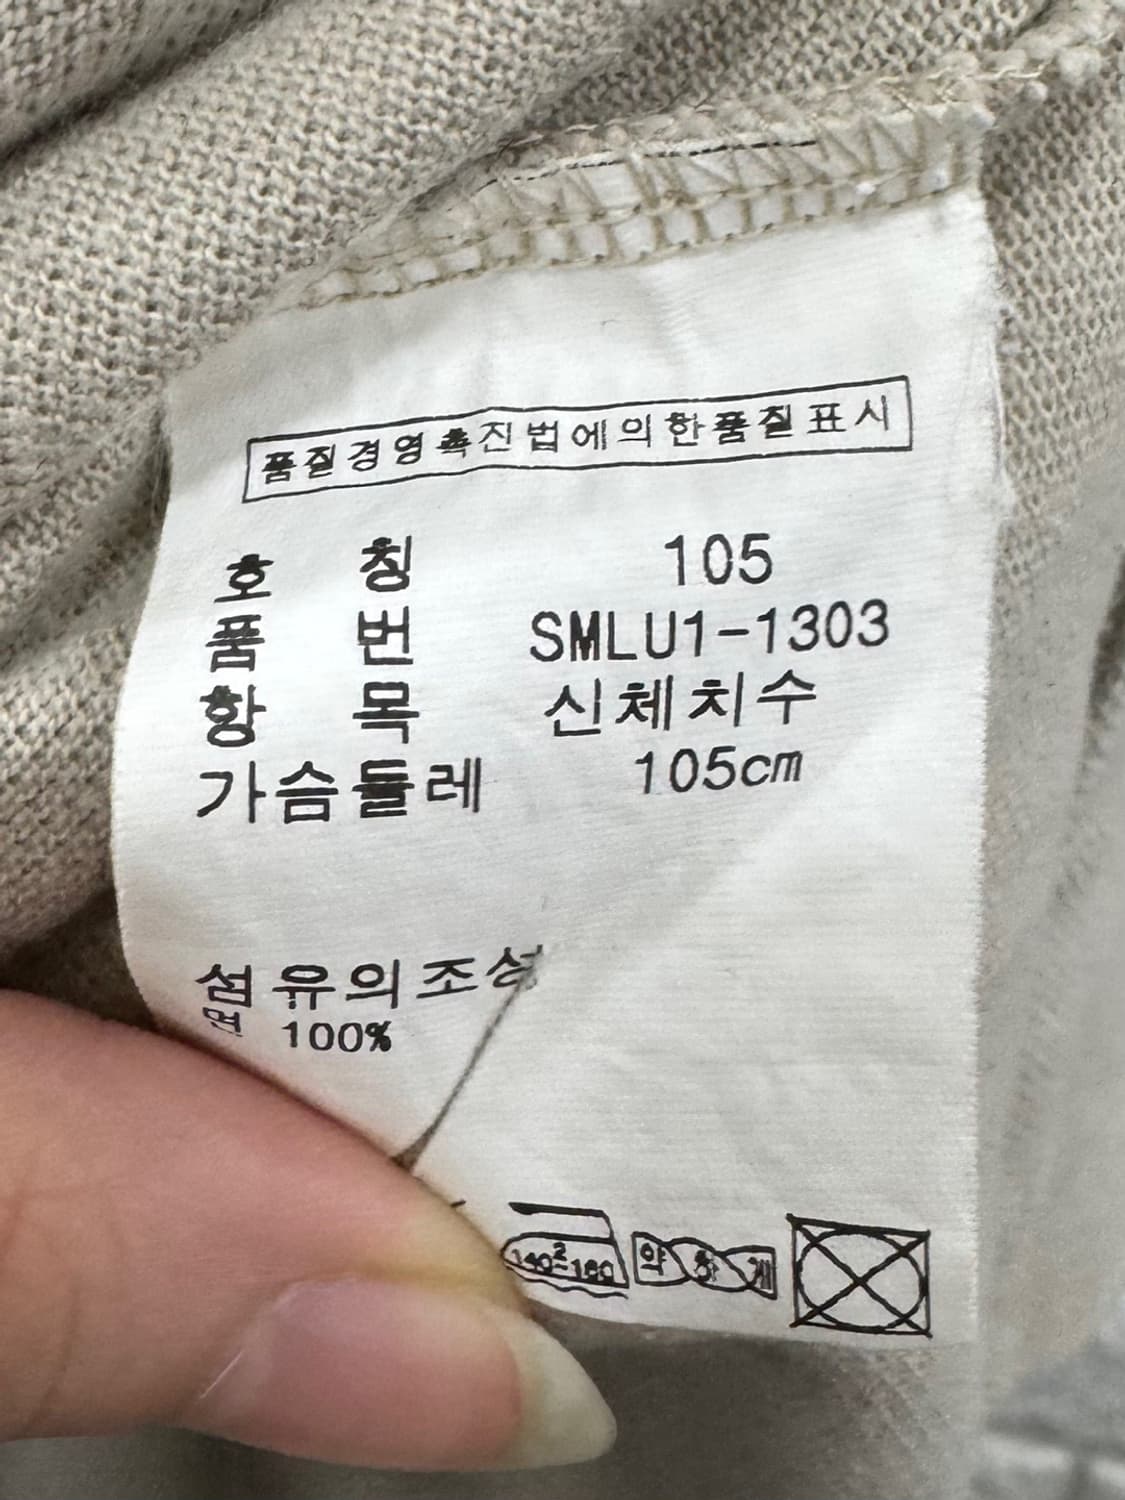 품질경영촉진법에의한품질표시
호 칭 105
품 번 SMLU1-1303
항 목 신체치수
가슴둘레 105cm
섬유의조성
면 100%
140-160 약하게